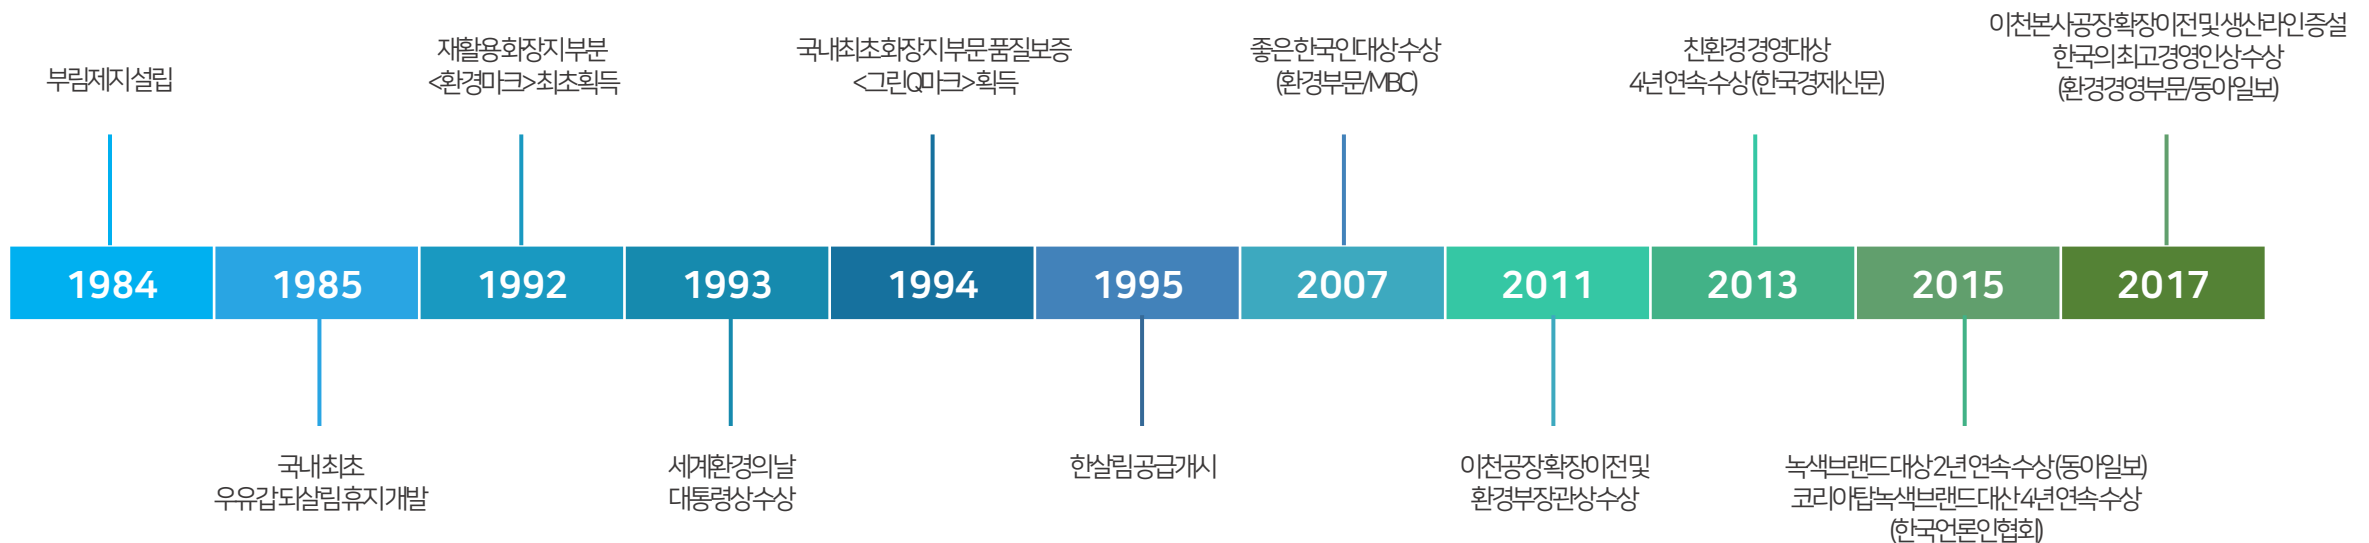 부림제지 설립
재활용 화장지 부분
<환경마크> 최초 획득
국내 최초 화장지 부문 품질보증
<그린Q마크> 획득
좋은 한국인 대상 수상
(환경부문/MBC)
친환경 경영대상
4년 연속 수상 (한국경제신문)
이천 본사 공장 확장이전 및 생산라인 증설
한국의 최고경영인상 수상
(환경경영부문/동아일보)
1984
1985
1992
1993
1994
1995
2007
2011
2013
2015
2017
국내 최초
우유갑 되살림 휴지 개발
세계 환경의 날
대통령상 수상
한살림 공급개시
이천공장 확장이전 및
환경부장관상 수상
녹색브랜드 대상 2년 연속 수상 (동아일보)
코리아탑녹색브랜드 대산 4년 연속 수상
(한국언론인협회)